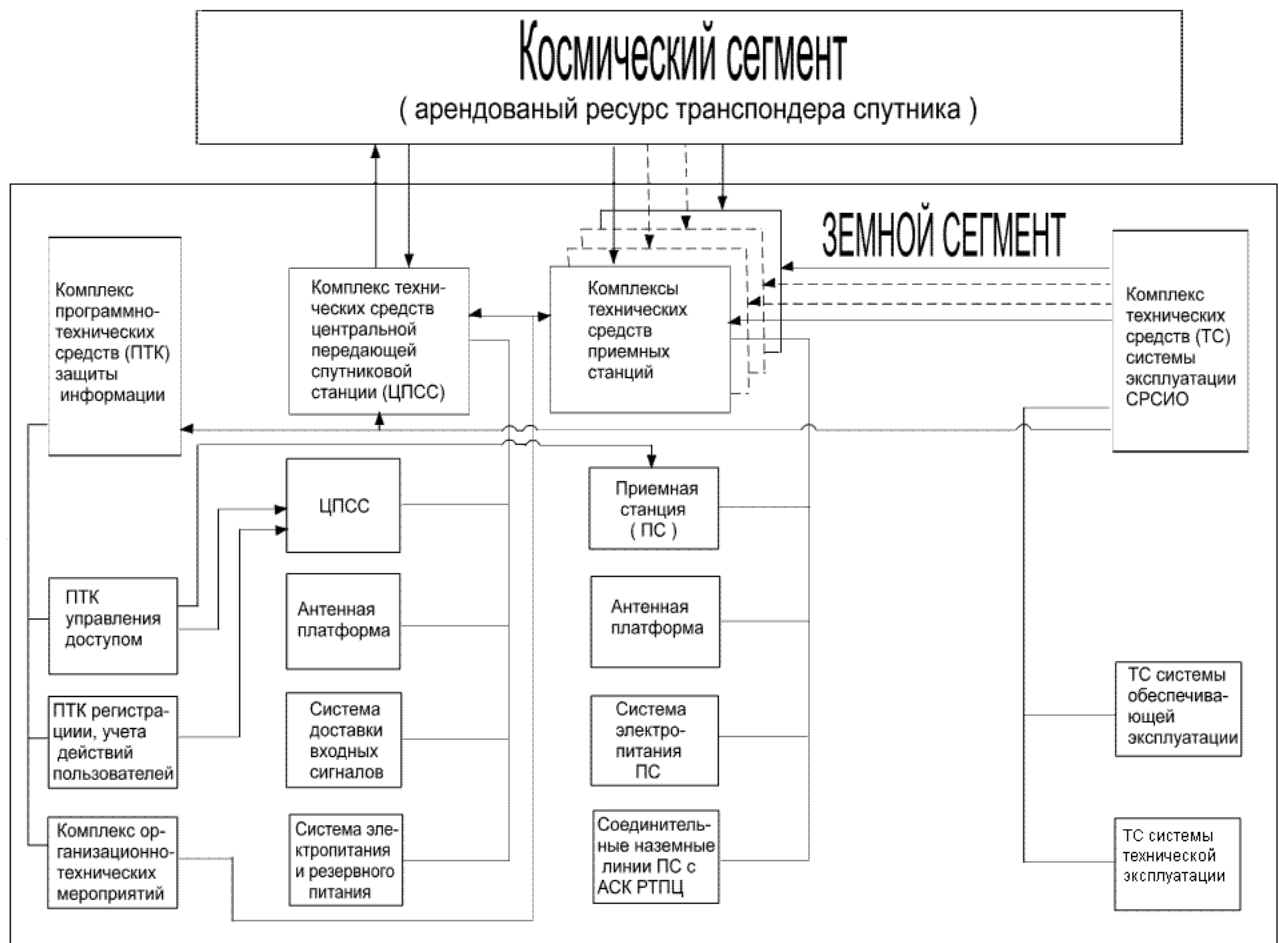 Космический сегмент
( арендованый ресурс транспондера спутника )
ЗЕМНОЙ СЕГМЕНТ
Комплекс
программно-
технических
средств (ПТК)
защиты
информации
Комплекс техни-
ческих средств
центральной
передающей
спутниковой
станции (ЦПСС)
Комплексы
технических
средств
приемных
станций
Комплекс
технических
средств (ТС)
системы
эксплуатации
СРСИО
ЦПСС
Приемная
станция
( ПС )
ПТК
управления
доступом
Антенная
платформа
Антенная
платформа
ТС системы
обеспечива-
ющей
эксплуатации
ПТК регистра-
циии, учета
действий
пользователей
Система
доставки
входных
сигналов
Система
электро-
питания
ПС
Комплекс ор-
ганизационно-
технических
мероприятий
Система эле-
ктропитания
и резервного
питания
Соединитель-
ные наземные
линии ПС с
АСК РТПЦ
ТС системы
технической
эксплуатации